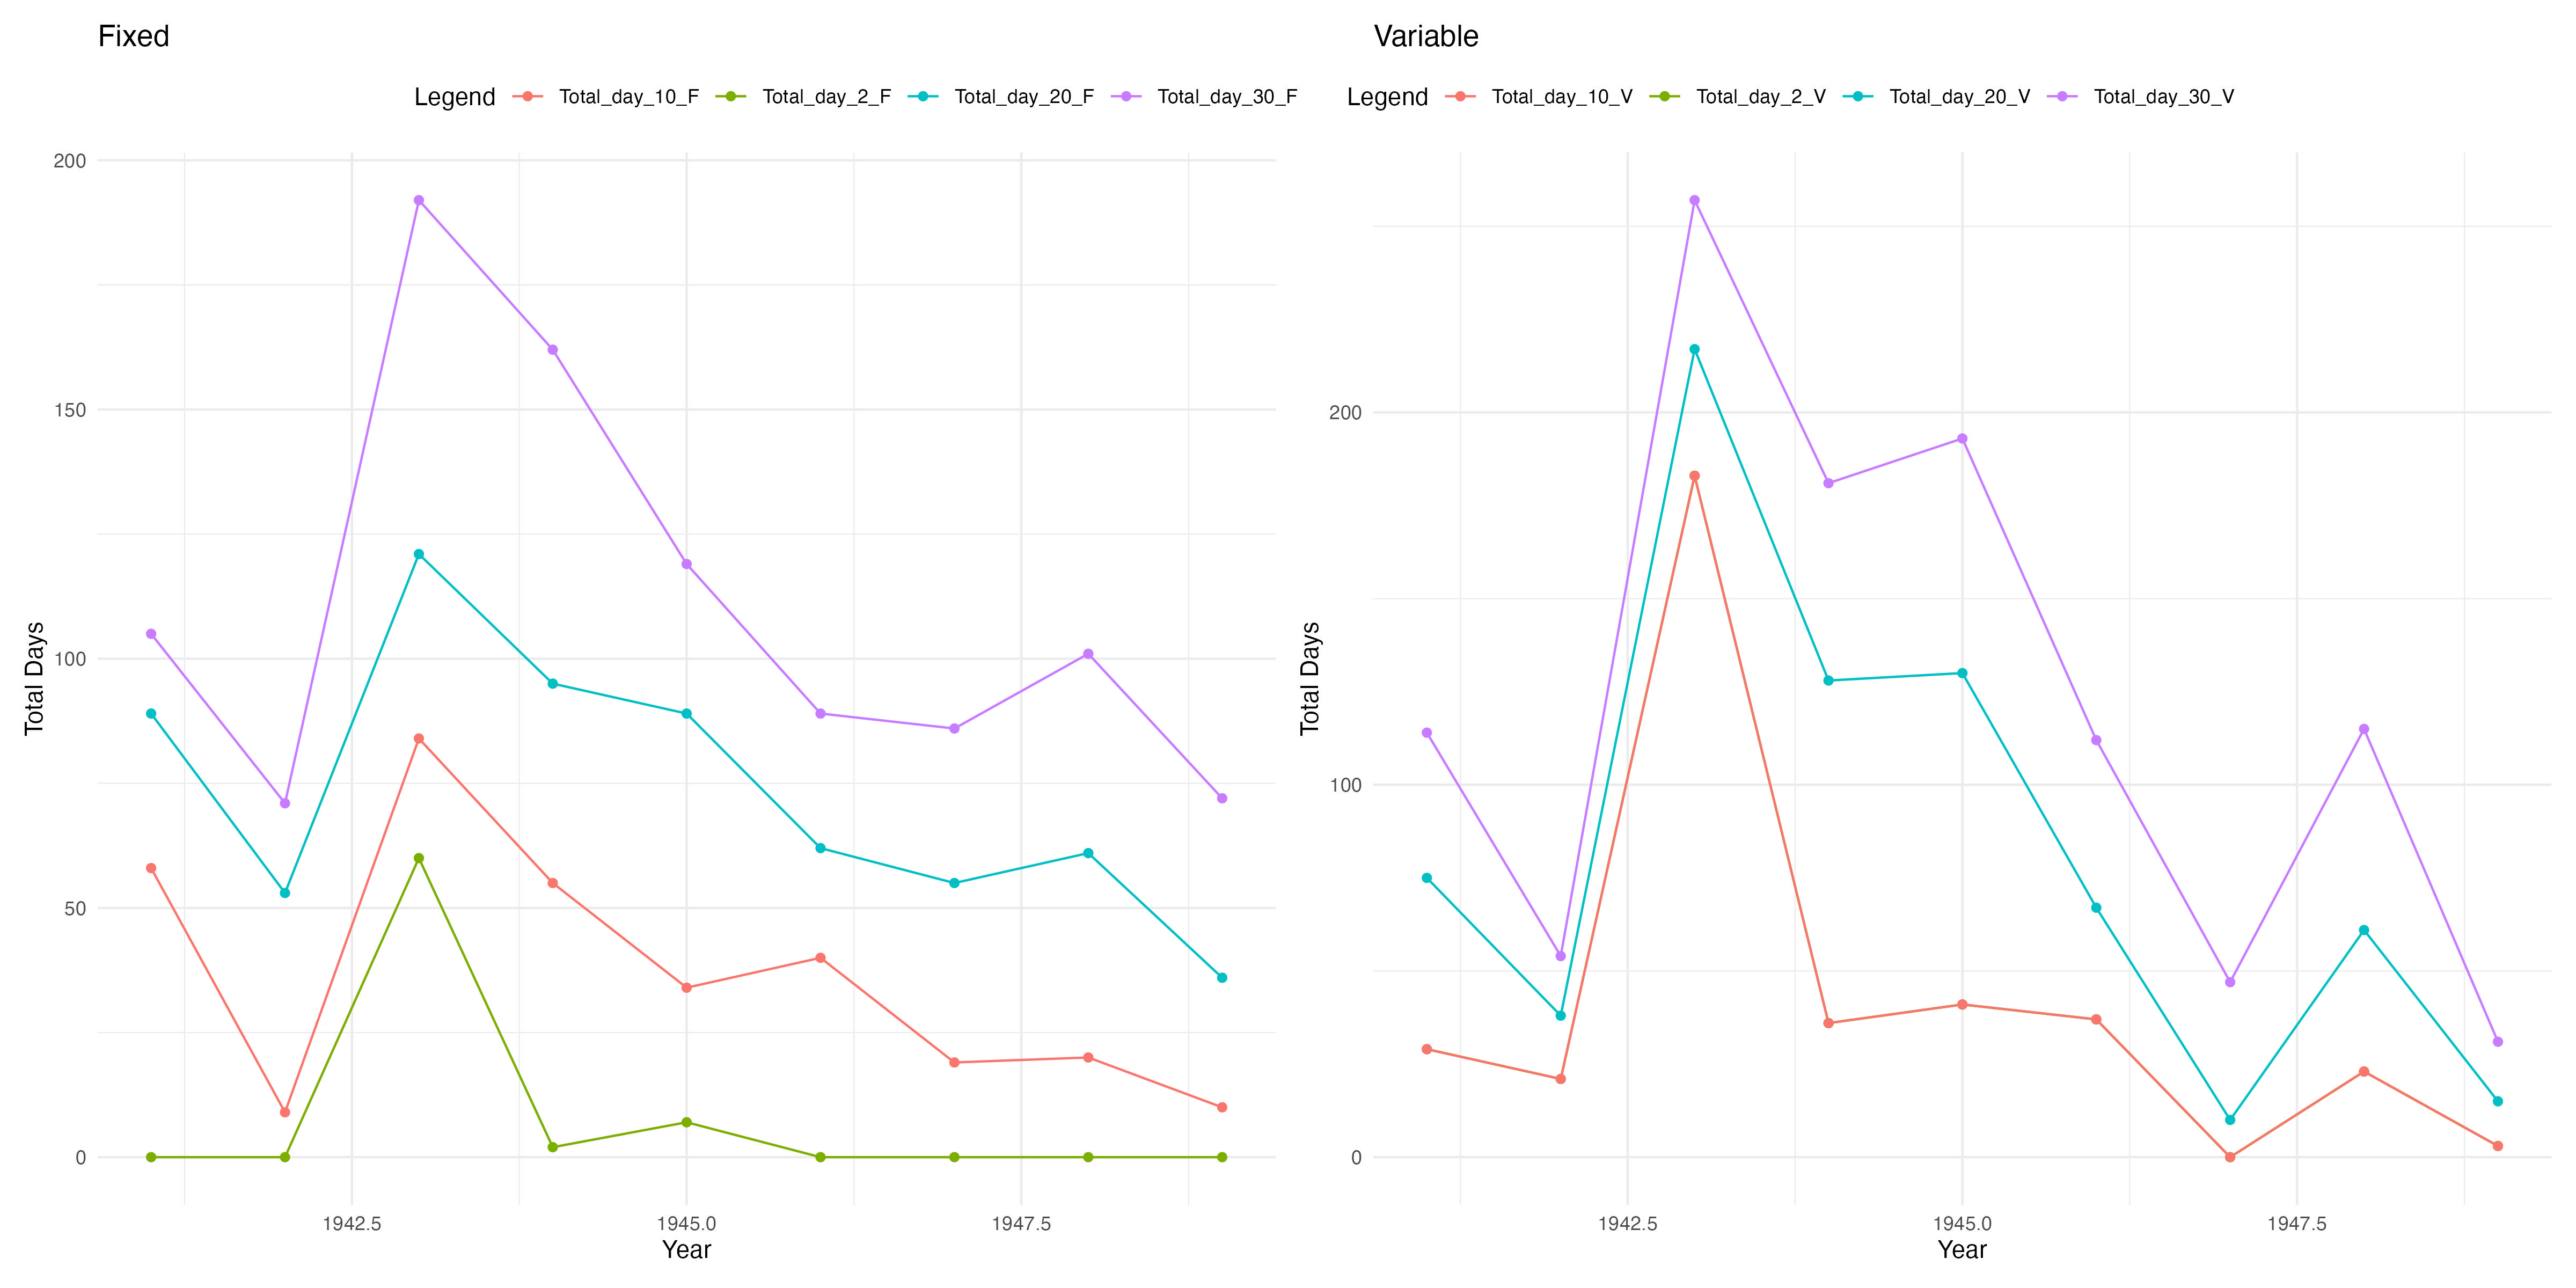 Fixed
Legend Total_day_10_F Total_day_2_F Total_day_20_F Total_day_30_F
200
150
100
50
0
Total Days
1942.5 1945.0 1947.5
Year
Variable
Legend Total_day_10_V Total_day_2_V Total_day_20_V Total_day_30_V
200
100
0
Total Days
1942.5 1945.0 1947.5
Year